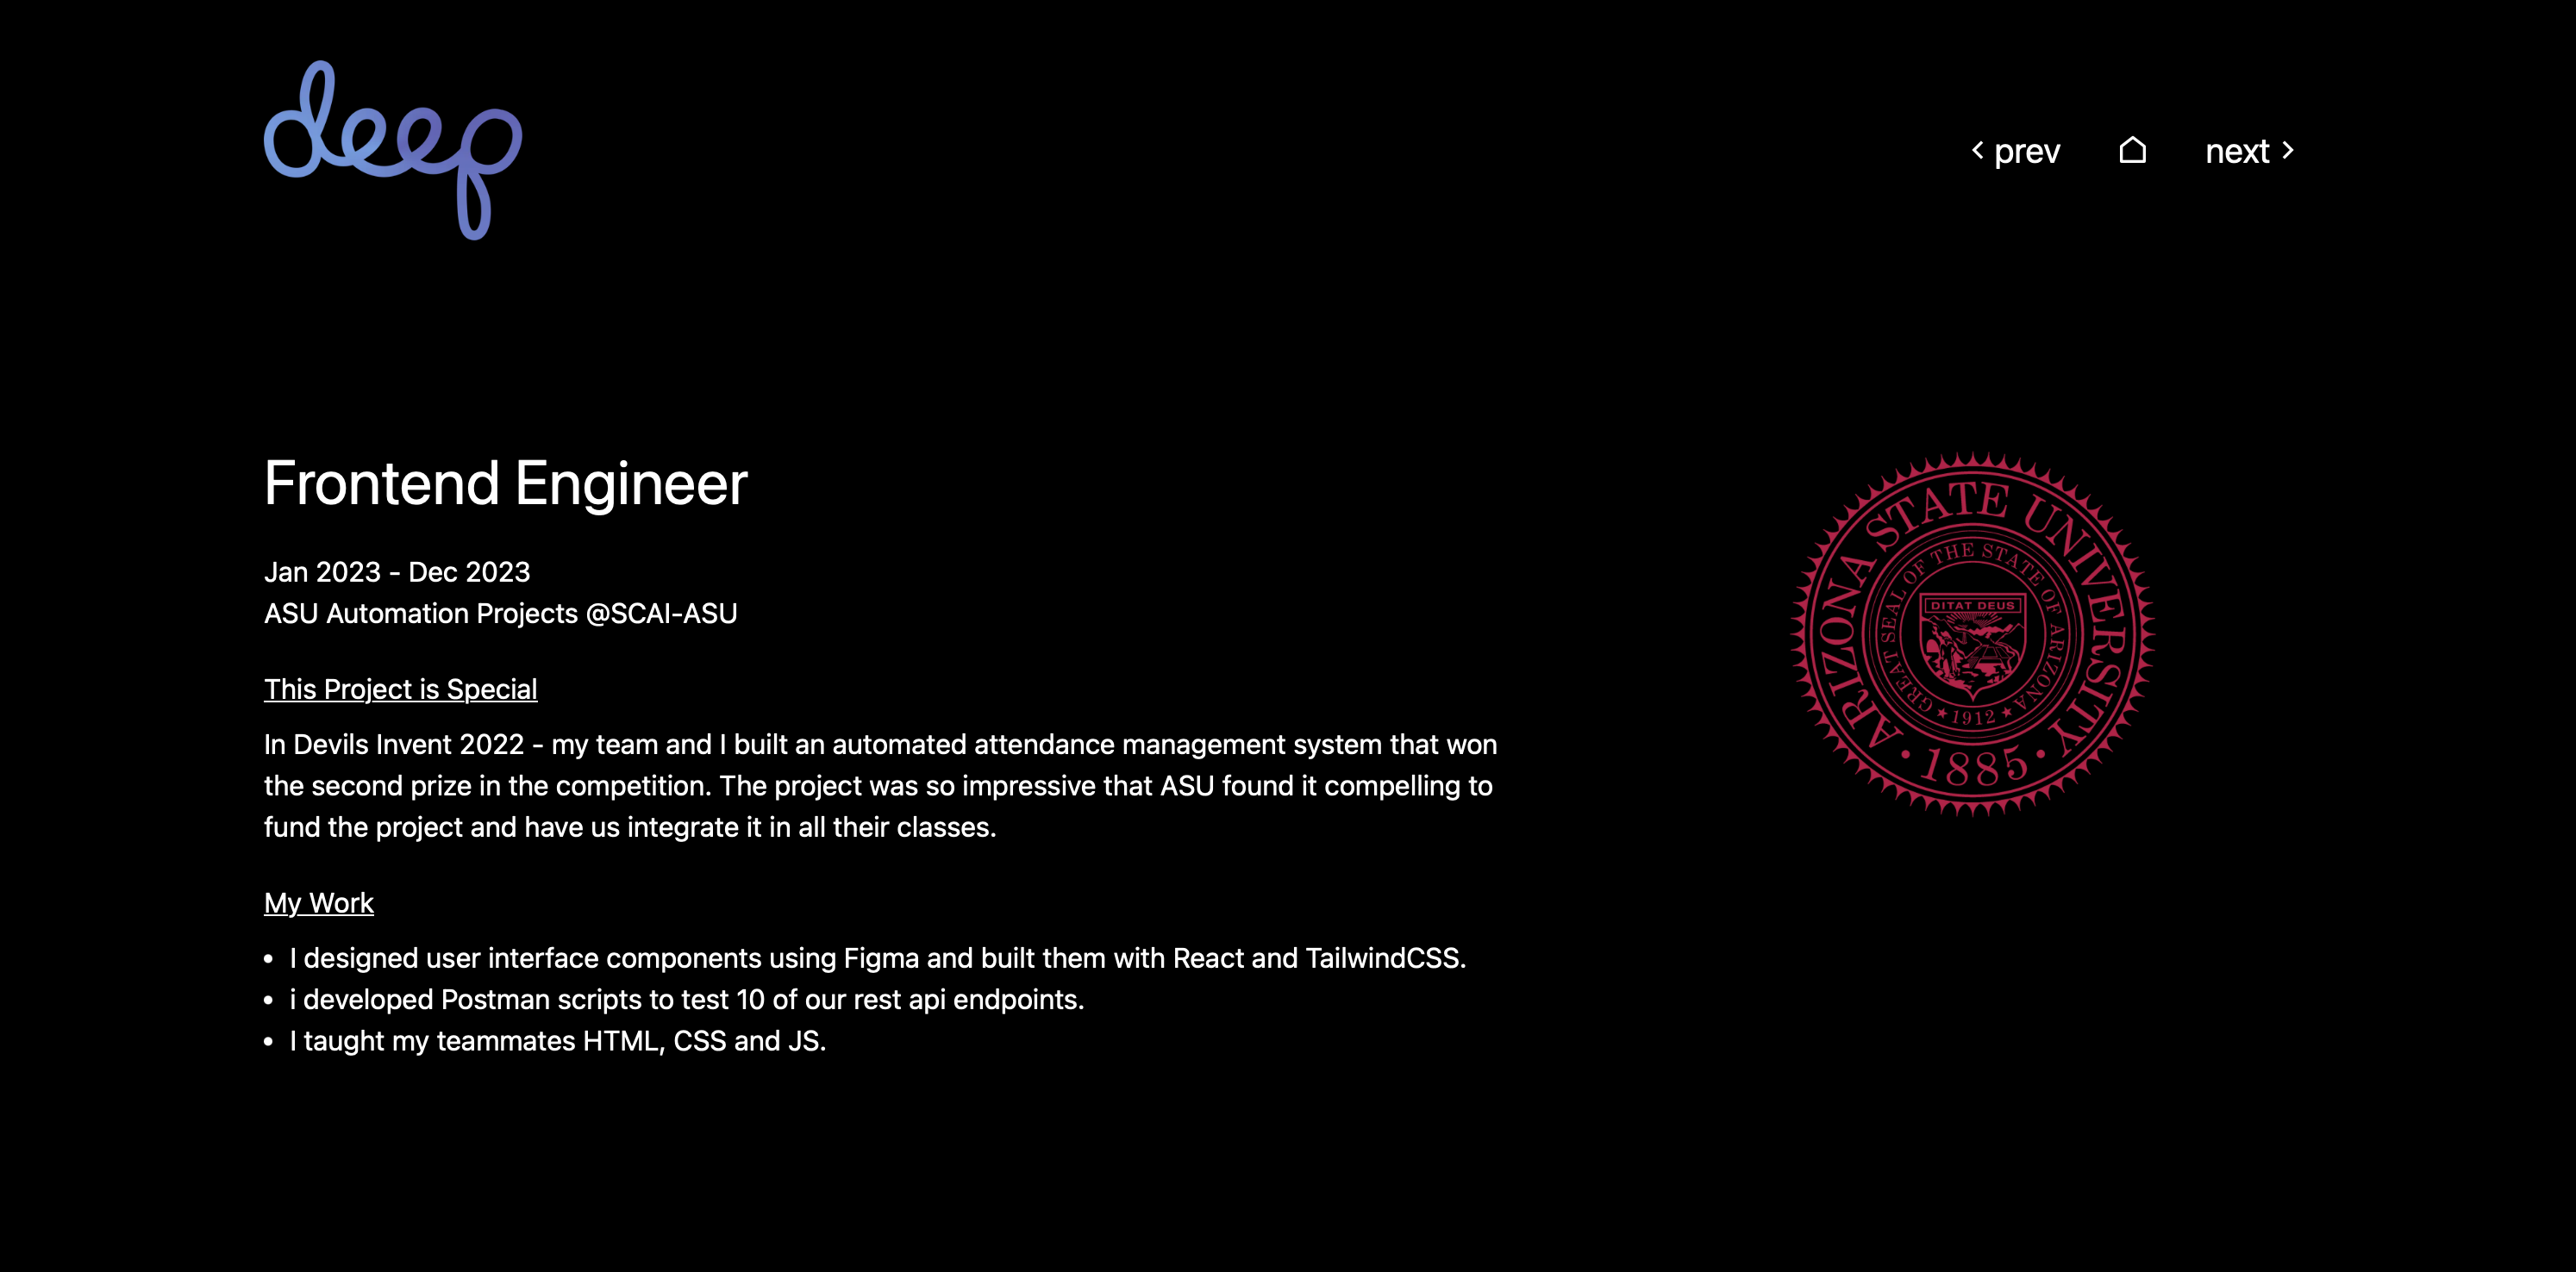 deep
prev
next
Frontend Engineer
Jan 2023 - Dec 2023
ASU Automation Projects @SCAI-ASU
This Project is Special
In Devils Invent 2022 - my team and I built an automated attendance management system that won
the second prize in the competition. The project was so impressive that ASU found it compelling to
fund the project and have us integrate it in all their classes.
My Work
• I designed user interface components using Figma and built them with React and TailwindCSS.
• i developed Postman scripts to test 10 of our rest api endpoints.
• I taught my teammates HTML, CSS and JS.
ARIZONA STATE UNIVERSITY
GREAT SEAL OF THE STATE OF ARIZONA
DITAT DEUS
1912
1885